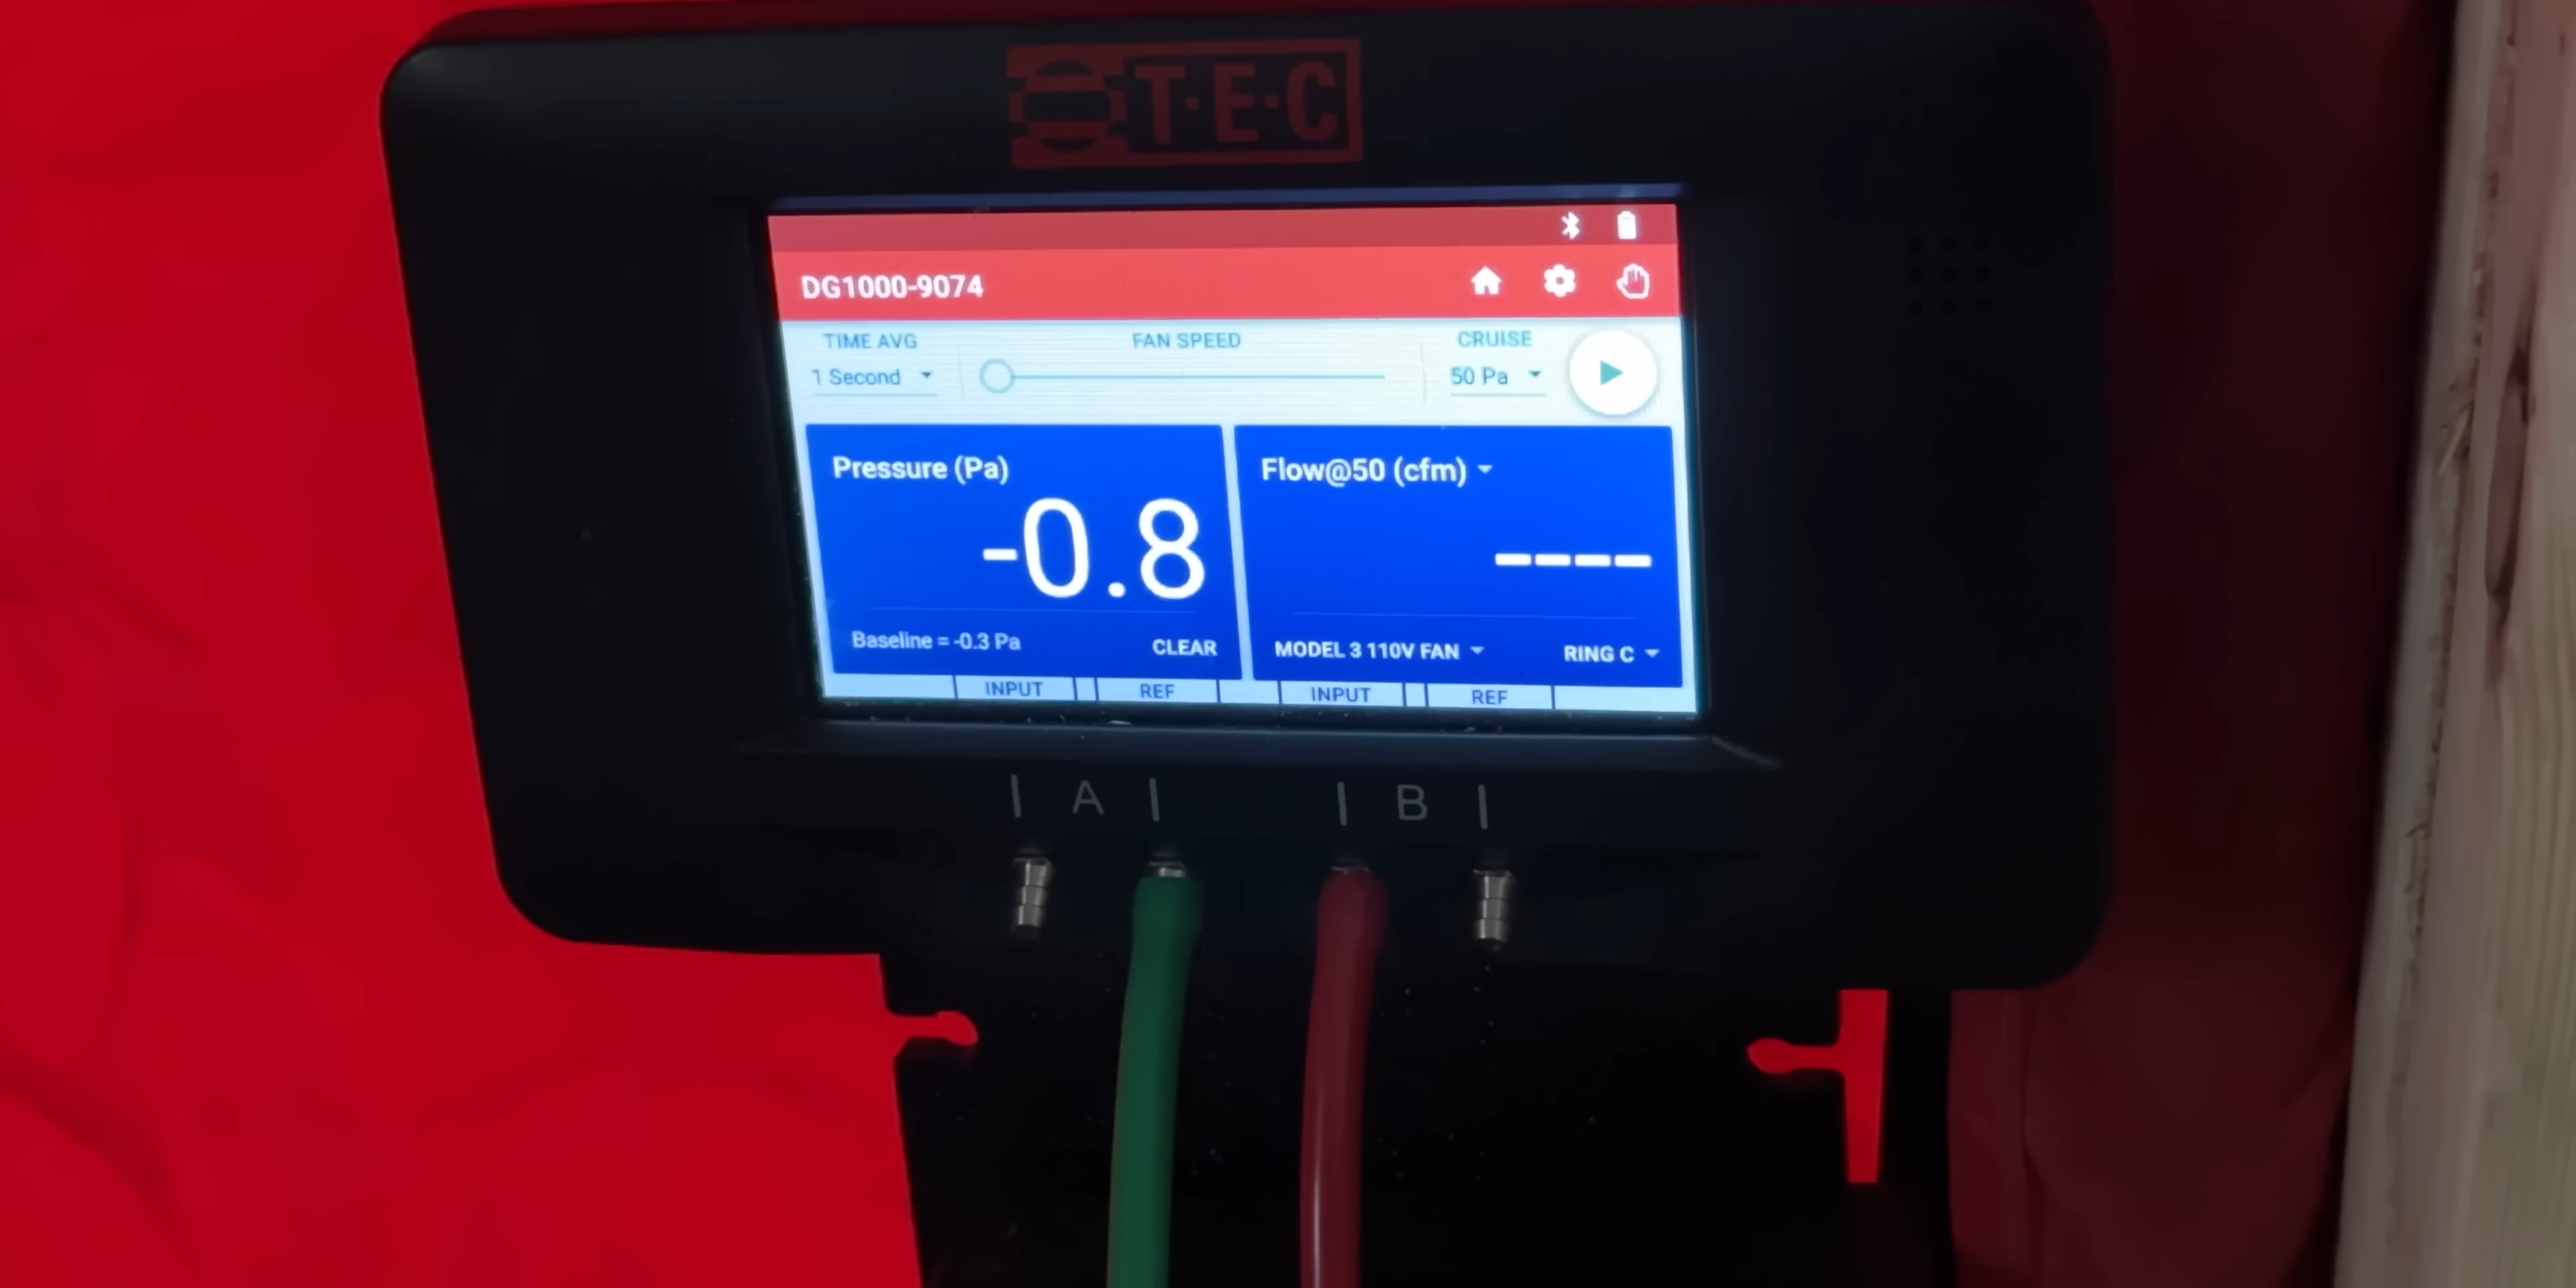 T·E·C
DG1000-9074
TIME AVG
FAN SPEED
CRUISE
1 Second
50 Pa
Pressure (Pa)
-0.8
Baseline = -0.3 Pa
CLEAR
Flow@50 (cfm)
----
MODEL 3 110V FAN
RING C
INPUT
REF
INPUT
REF
A
B